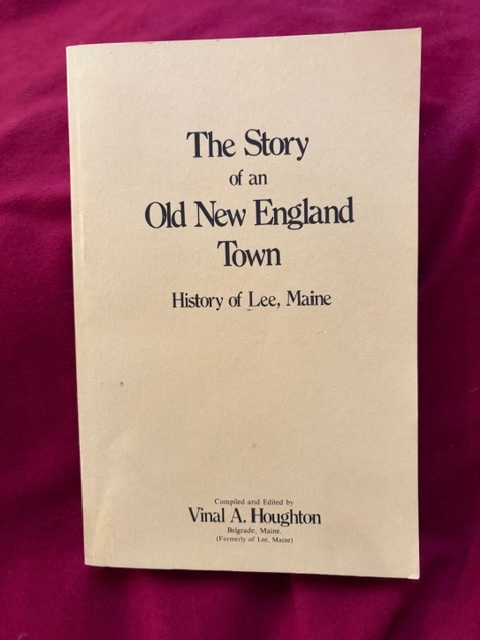 The Story
of an
Old New England
Town
History of Lee, Maine
Compiled and Edited by
Vinal A. Houghton
Belgrade, Maine.
(Formerly of Lee, Maine)